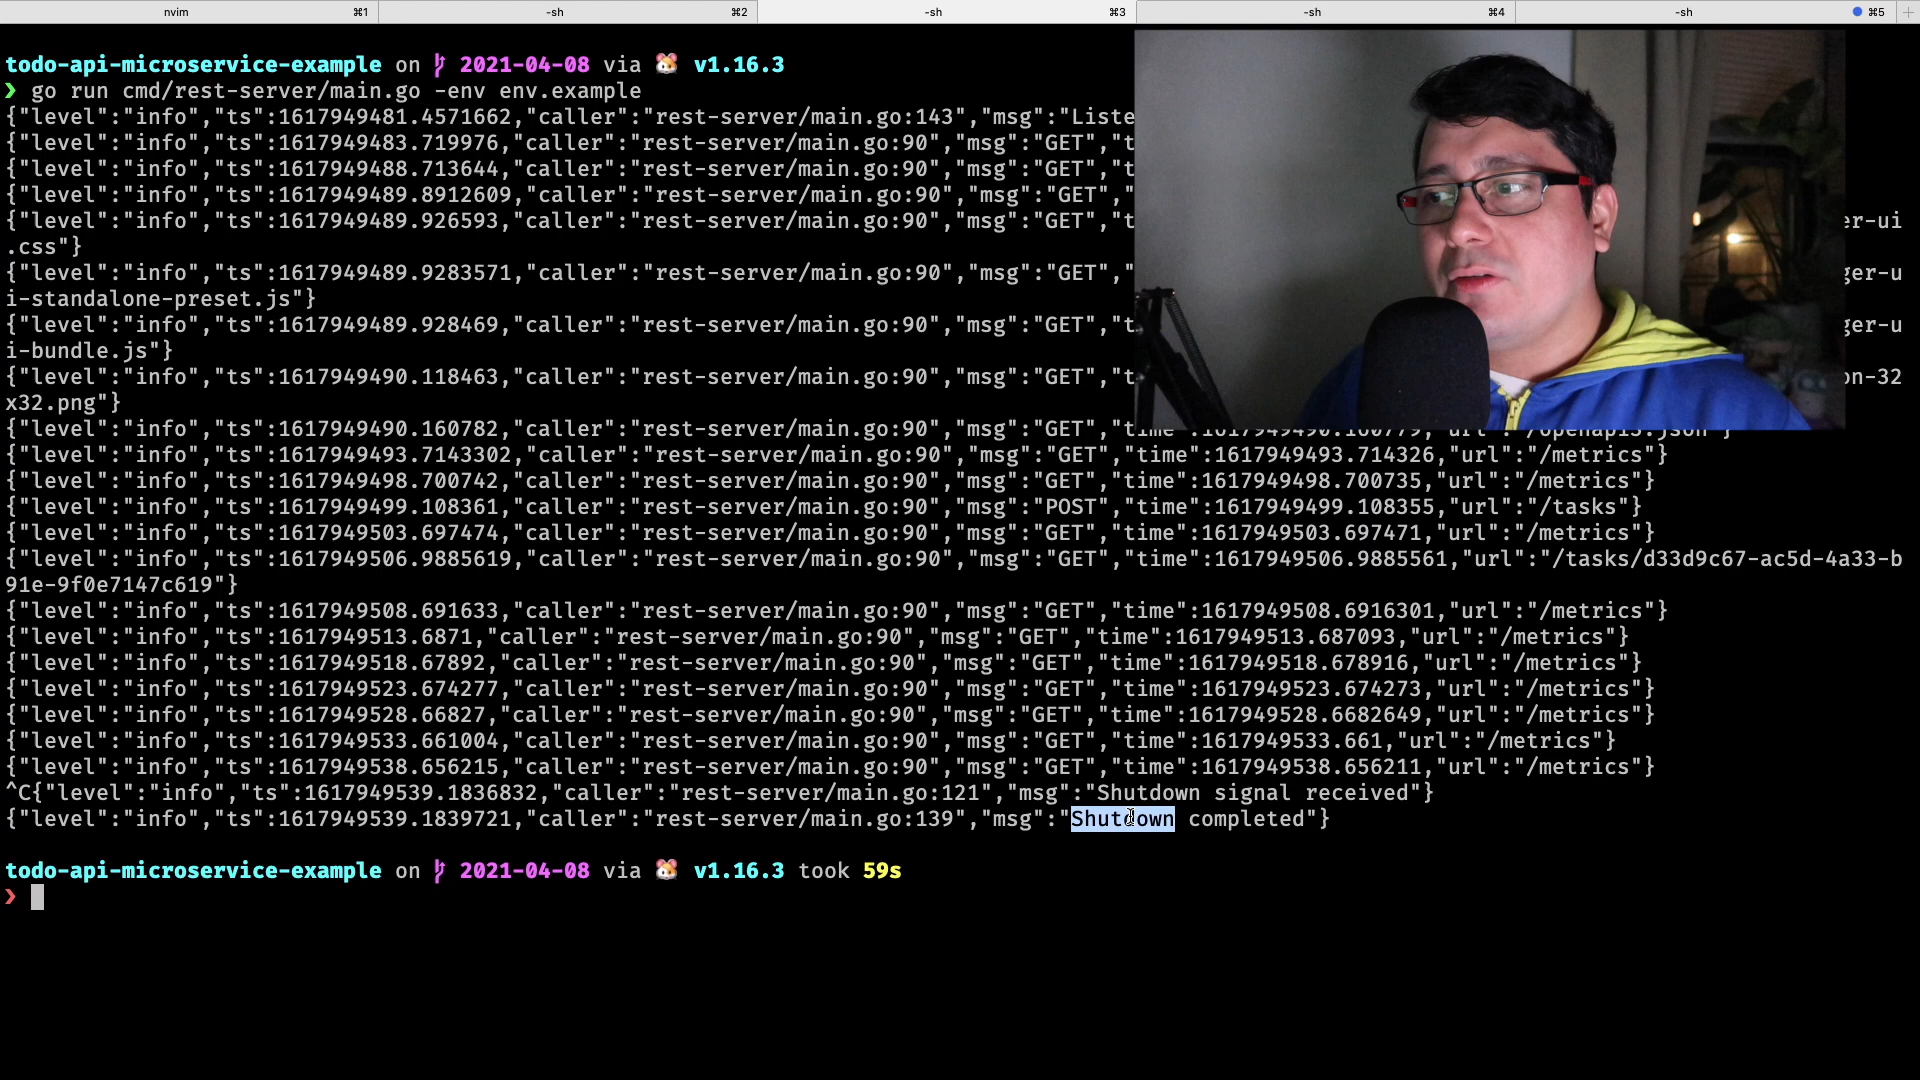 nvim ⌘1 -sh ⌘2 -sh ⌘3 -sh ⌘4 -sh ⌘5
todo-api-microservice-example on 2021-04-08 via 🐹 v1.16.3
❯ go run cmd/rest-server/main.go -env env.example
{"level":"info","ts":1617949481.4571662,"caller":"rest-server/main.go:143","msg":"Liste
{"level":"info","ts":1617949483.719976,"caller":"rest-server/main.go:90","msg":"GET","t
{"level":"info","ts":1617949488.713644,"caller":"rest-server/main.go:90","msg":"GET","t
{"level":"info","ts":1617949489.8912609,"caller":"rest-server/main.go:90","msg":"GET","
{"level":"info","ts":1617949489.926593,"caller":"rest-server/main.go:90","msg":"GET","t er-ui
.css"}
{"level":"info","ts":1617949489.9283571,"caller":"rest-server/main.go:90","msg":"GET"," ger-u
i-standalone-preset.js"}
{"level":"info","ts":1617949489.928469,"caller":"rest-server/main.go:90","msg":"GET","t ger-u
i-bundle.js"}
{"level":"info","ts":1617949490.118463,"caller":"rest-server/main.go:90","msg":"GET","t on-32
x32.png"}
{"level":"info","ts":1617949490.160782,"caller":"rest-server/main.go:90","msg":"GET","time":1617949490.160779,"url":"/openapi3.json"}
{"level":"info","ts":1617949493.7143302,"caller":"rest-server/main.go:90","msg":"GET","time":1617949493.714326,"url":"/metrics"}
{"level":"info","ts":1617949498.700742,"caller":"rest-server/main.go:90","msg":"GET","time":1617949498.700735,"url":"/metrics"}
{"level":"info","ts":1617949499.108361,"caller":"rest-server/main.go:90","msg":"POST","time":1617949499.108355,"url":"/tasks"}
{"level":"info","ts":1617949503.697474,"caller":"rest-server/main.go:90","msg":"GET","time":1617949503.697471,"url":"/metrics"}
{"level":"info","ts":1617949506.9885619,"caller":"rest-server/main.go:90","msg":"GET","time":1617949506.9885561,"url":"/tasks/d33d9c67-ac5d-4a33-b
91e-9f0e7147c619"}
{"level":"info","ts":1617949508.691633,"caller":"rest-server/main.go:90","msg":"GET","time":1617949508.6916301,"url":"/metrics"}
{"level":"info","ts":1617949513.6871,"caller":"rest-server/main.go:90","msg":"GET","time":1617949513.687093,"url":"/metrics"}
{"level":"info","ts":1617949518.67892,"caller":"rest-server/main.go:90","msg":"GET","time":1617949518.678916,"url":"/metrics"}
{"level":"info","ts":1617949523.674277,"caller":"rest-server/main.go:90","msg":"GET","time":1617949523.674273,"url":"/metrics"}
{"level":"info","ts":1617949528.66827,"caller":"rest-server/main.go:90","msg":"GET","time":1617949528.6682649,"url":"/metrics"}
{"level":"info","ts":1617949533.661004,"caller":"rest-server/main.go:90","msg":"GET","time":1617949533.661,"url":"/metrics"}
{"level":"info","ts":1617949538.656215,"caller":"rest-server/main.go:90","msg":"GET","time":1617949538.656211,"url":"/metrics"}
^C{"level":"info","ts":1617949539.1836832,"caller":"rest-server/main.go:121","msg":"Shutdown signal received"}
{"level":"info","ts":1617949539.1839721,"caller":"rest-server/main.go:139","msg":"Shutdown completed"}
todo-api-microservice-example on 2021-04-08 via 🐹 v1.16.3 took 59s
❯